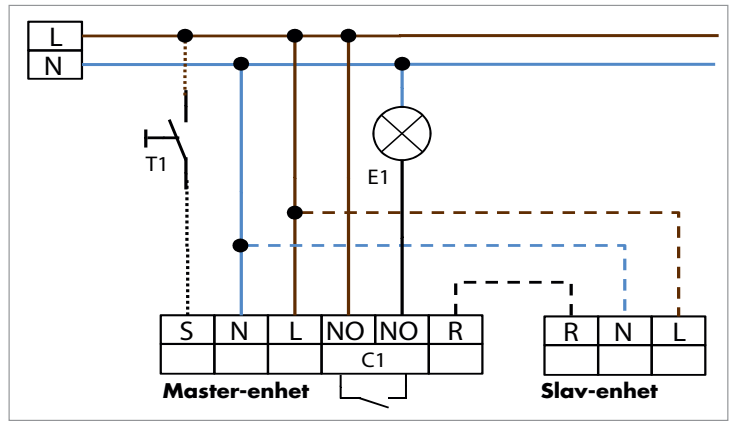 L
N
T1
E1
S N L NO NO R
C1
R N L
Master-enhet
Slav-enhet